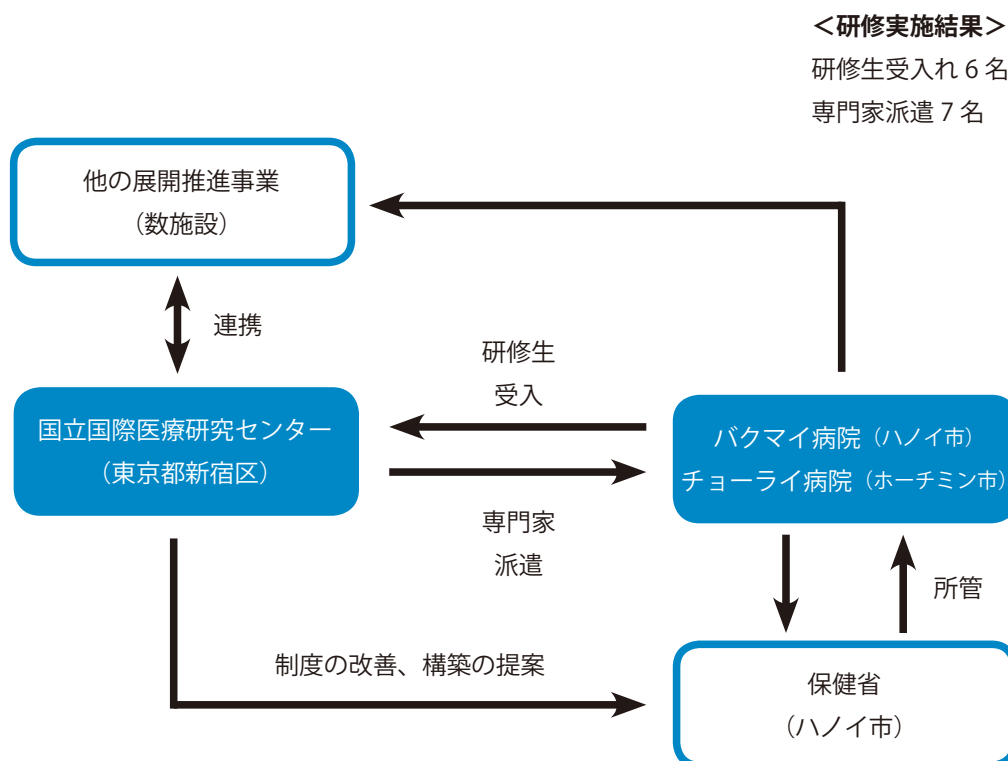 ＜研修実施結果＞
研修生受入れ 6 名
専門家派遣 7 名
他の展開推進事業
（数施設）
連携
研修生
受入
国立国際医療研究センター
（東京都新宿区）
バクマイ病院（ハノイ市）
チョーライ病院（ホーチミン市）
専門家
派遣
所管
制度の改善、構築の提案
保健省
（ハノイ市）